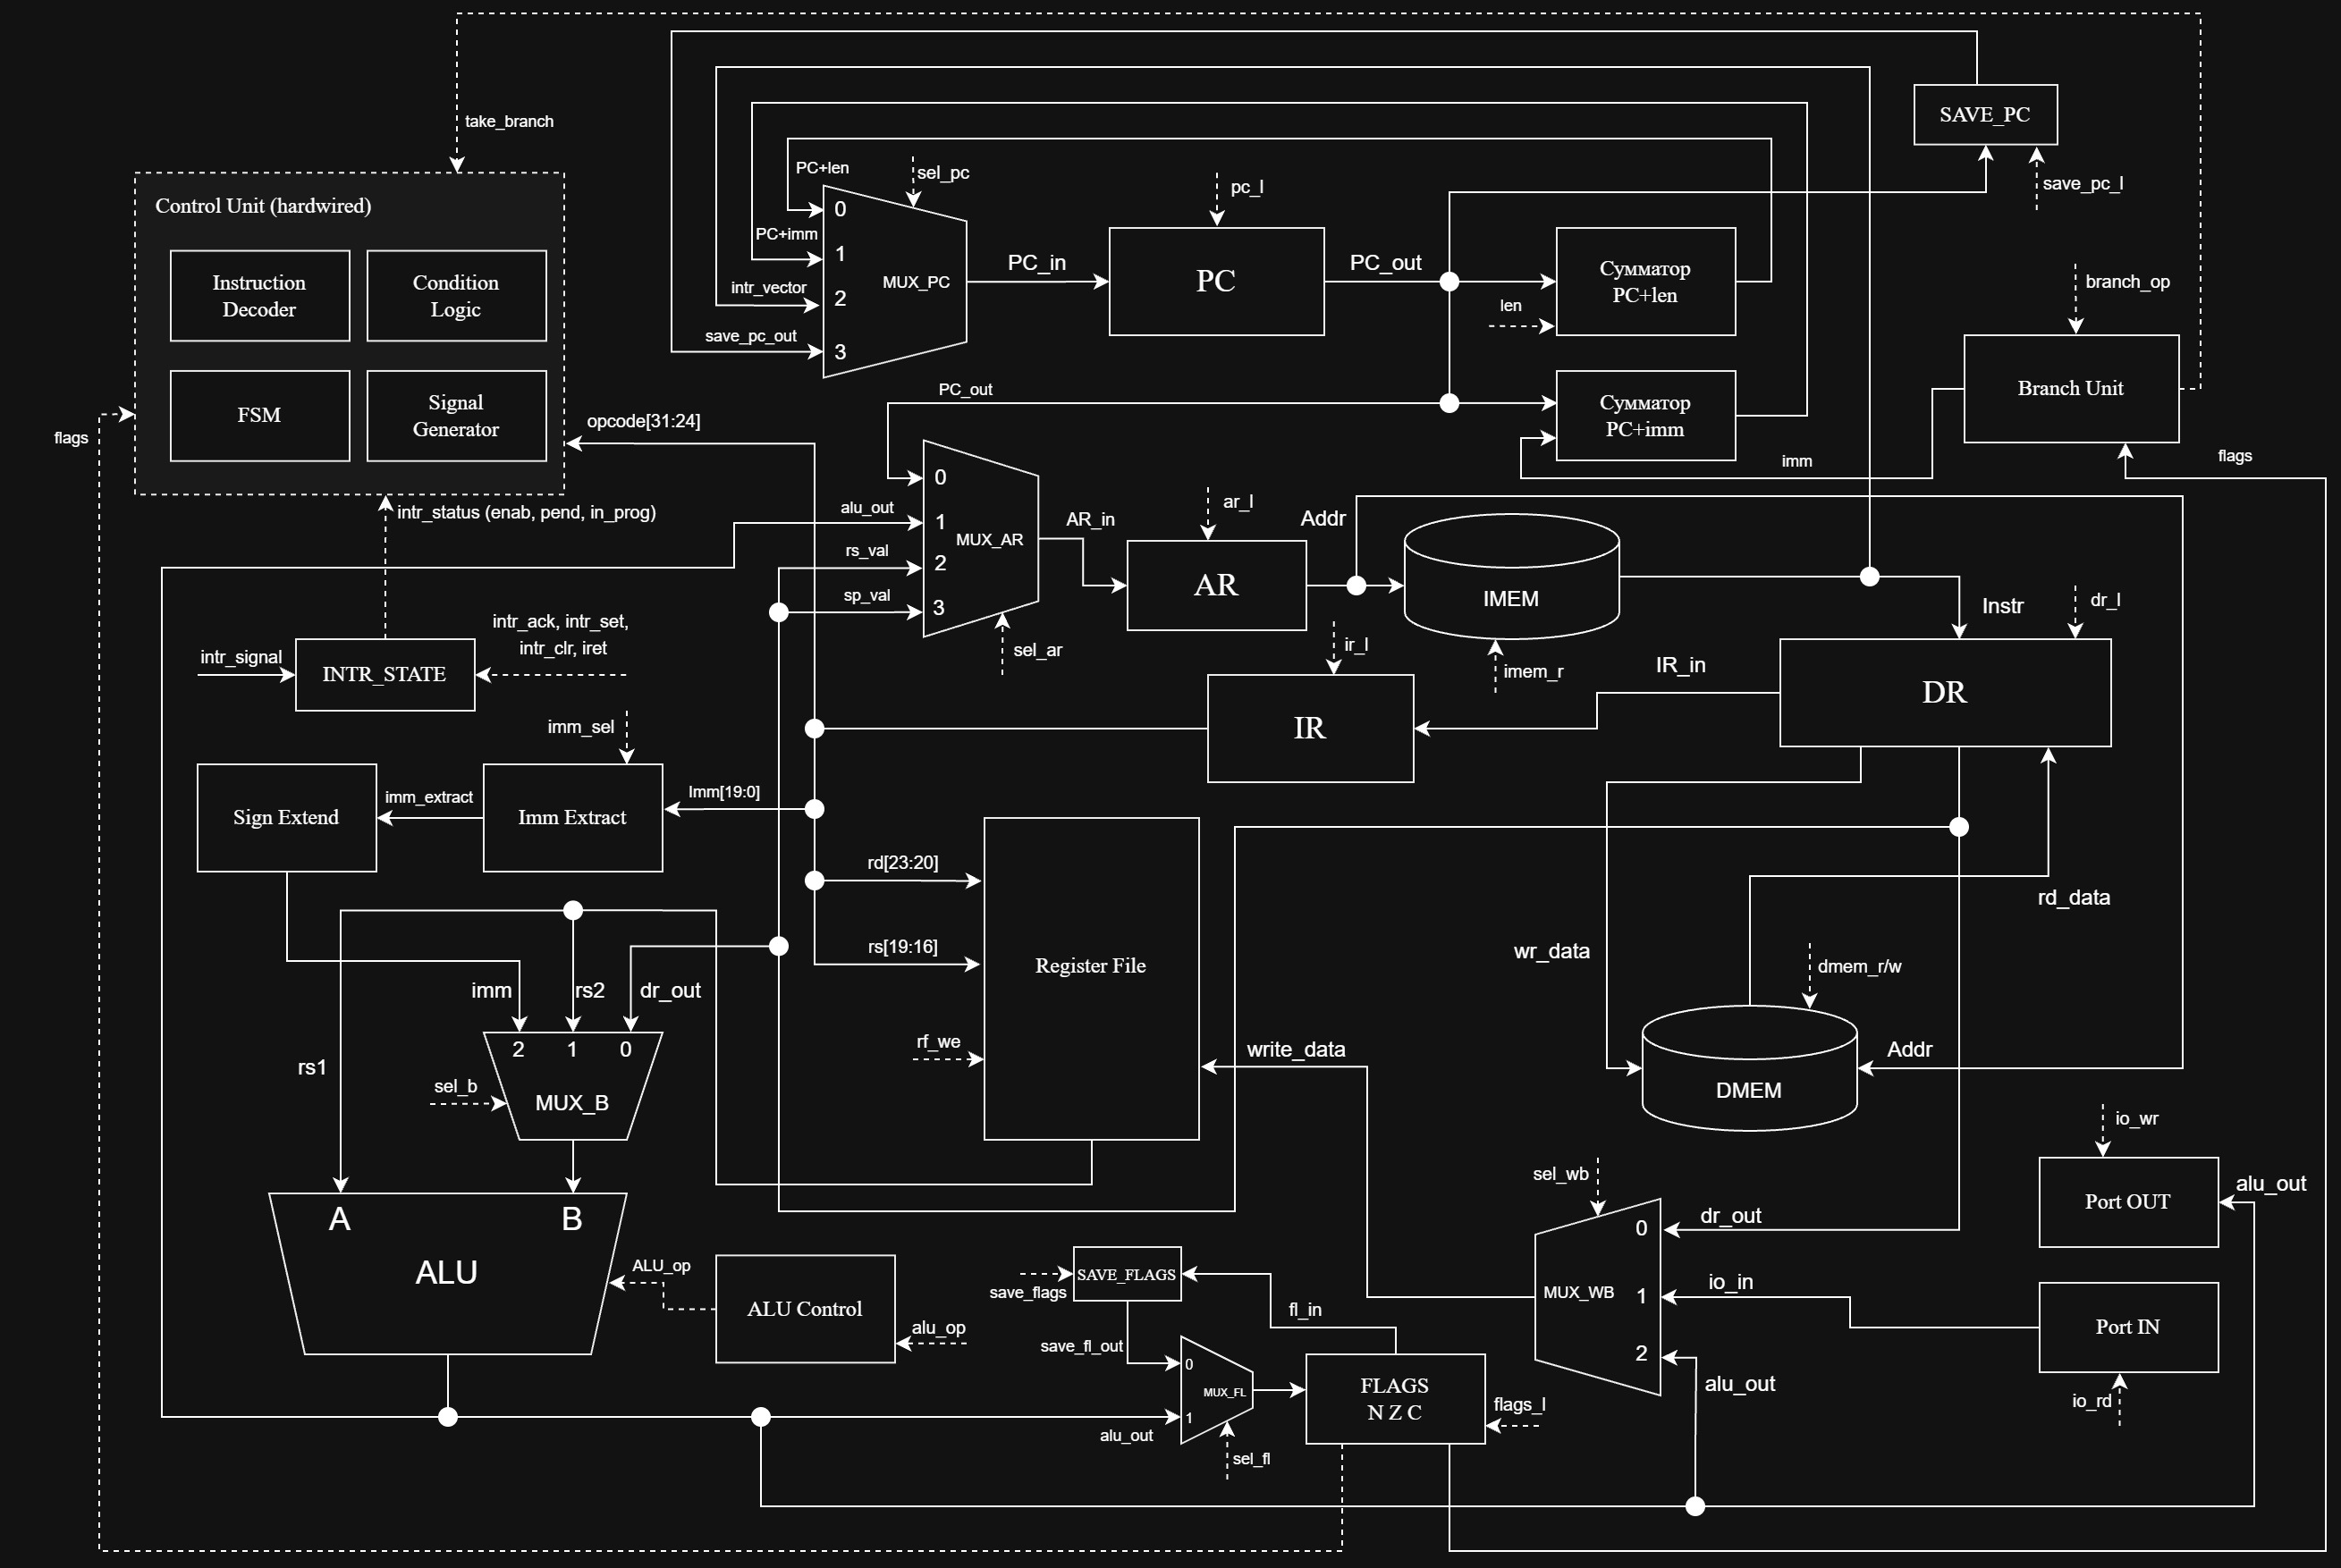 take_branch
Control Unit (hardwired)
Instruction
Decoder
Condition
Logic
FSM
Signal
Generator
flags
opcode[31:24]
intr_status (enab, pend, in_prog)
PC+len
PC+imm
intr_vector
save_pc_out
0
1
2
3
MUX_PC
sel_pc
PC_in
pc_l
PC
PC_out
len
Сумматор
PC+len
Сумматор
PC+imm
imm
SAVE_PC
save_pc_l
branch_op
Branch Unit
flags
PC_out
alu_out
rs_val
sp_val
0
1
2
3
MUX_AR
sel_ar
AR_in
ar_l
AR
Addr
IMEM
imem_r
Instr
dr_l
DR
IR_in
ir_l
IR
intr_signal
INTR_STATE
intr_ack, intr_set,
intr_clr, iret
imm_sel
Sign Extend
imm_extract
Imm Extract
Imm[19:0]
rd[23:20]
rs[19:16]
rf_we
Register File
write_data
wr_data
rd_data
dmem_r/w
DMEM
Addr
rs1
imm
rs2
dr_out
2
1
0
MUX_B
sel_b
A
B
ALU
ALU_op
ALU Control
alu_op
save_flags
SAVE_FLAGS
save_fl_out
fl_in
0
1
MUX_FL
alu_out
sel_fl
FLAGS
N Z C
flags_l
sel_wb
MUX_WB
0
1
2
dr_out
io_in
alu_out
io_wr
Port OUT
alu_out
Port IN
io_rd